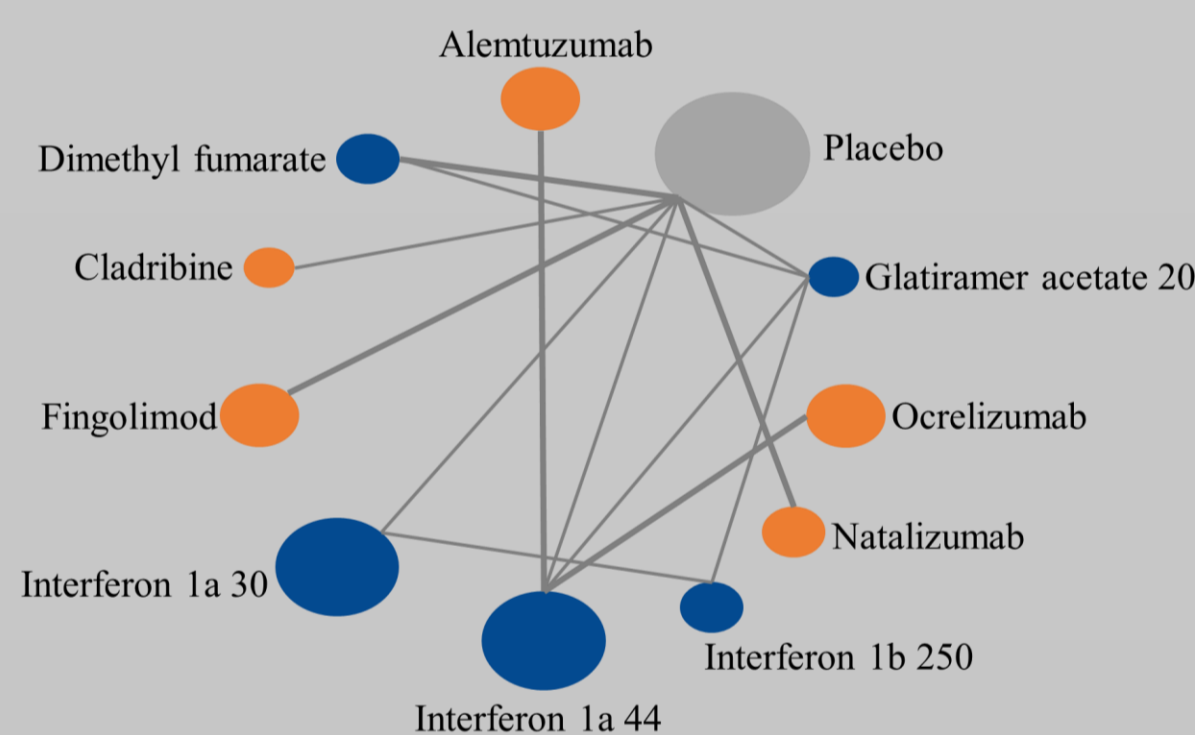 Alemtuzumab
Placebo
Dimethyl fumarate
Cladribine
Glatiramer acetate 20
Fingolimod
Ocrelizumab
Natalizumab
Interferon 1a 30
Interferon 1b 250
Interferon 1a 44